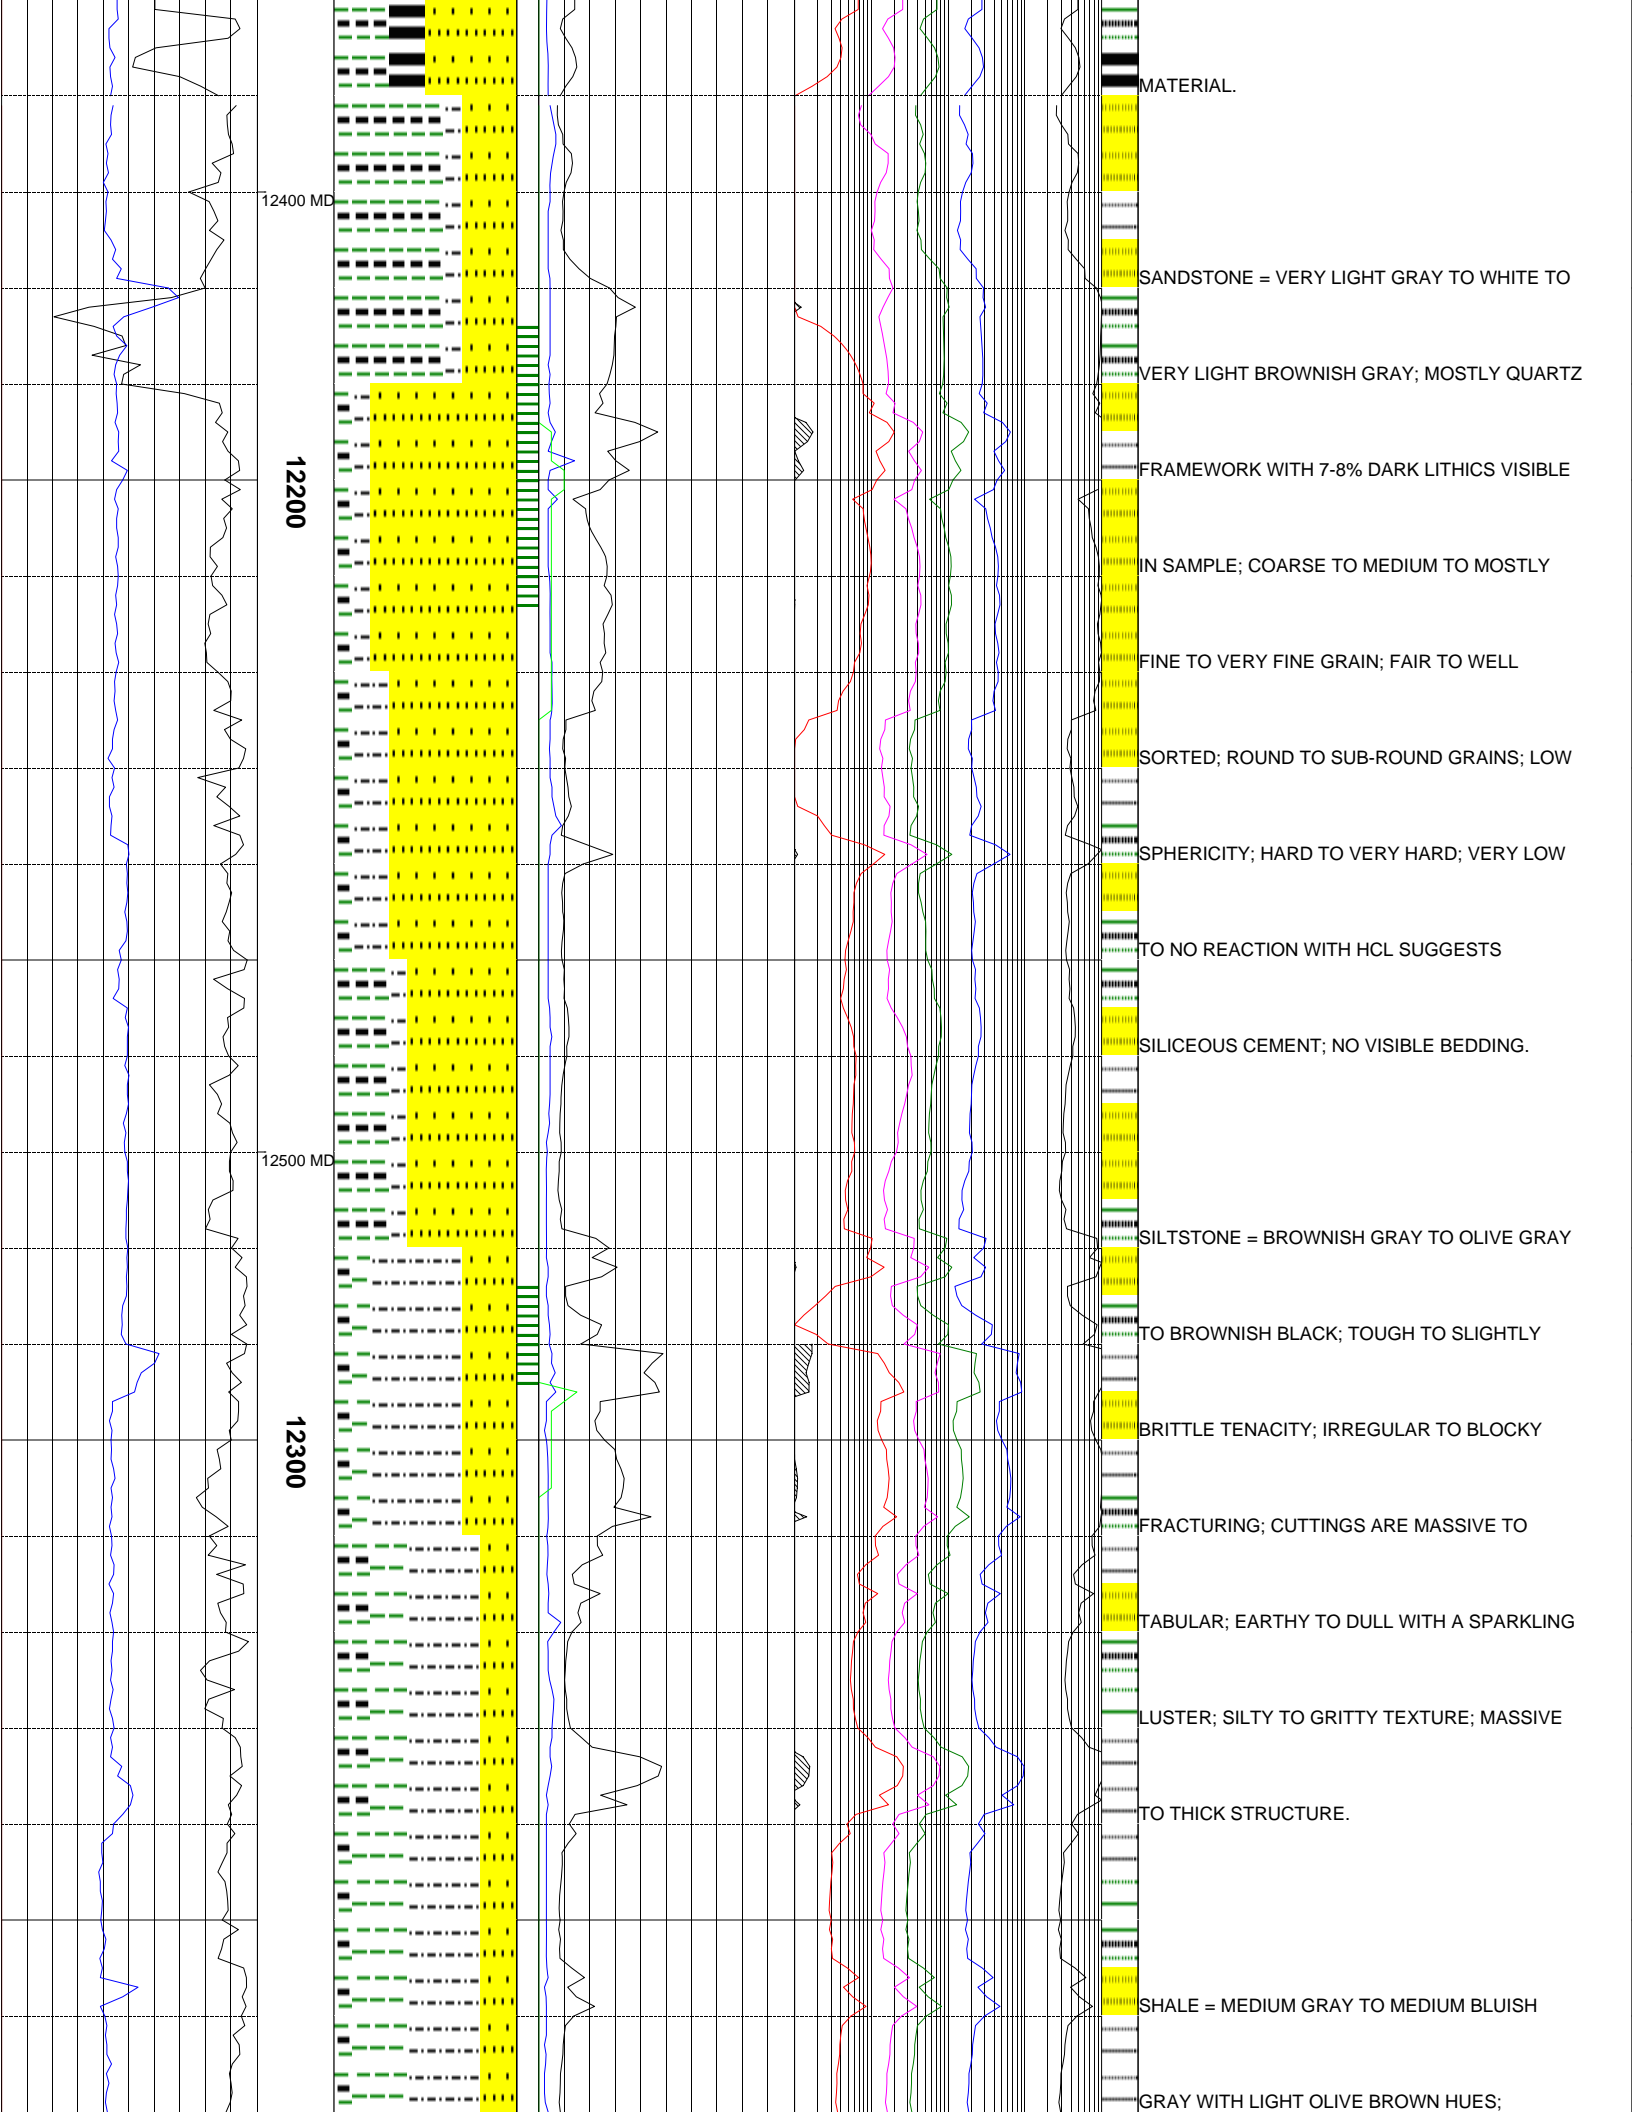 MATERIAL.
12400 MD
SANDSTONE = VERY LIGHT GRAY TO WHITE TO
VERY LIGHT BROWNISH GRAY; MOSTLY QUARTZ
12200
FRAMEWORK WITH 7-8% DARK LITHICS VISIBLE
IN SAMPLE; COARSE TO MEDIUM TO MOSTLY
FINE TO VERY FINE GRAIN; FAIR TO WELL
SORTED; ROUND TO SUB-ROUND GRAINS; LOW
SPHERICITY; HARD TO VERY HARD; VERY LOW
TO NO REACTION WITH HCL SUGGESTS
SILICEOUS CEMENT; NO VISIBLE BEDDING.
12500 MD
SILTSTONE = BROWNISH GRAY TO OLIVE GRAY
TO BROWNISH BLACK; TOUGH TO SLIGHTLY
BRITTLE TENACITY; IRREGULAR TO BLOCKY
12300
FRACTURING; CUTTINGS ARE MASSIVE TO
TABULAR; EARTHY TO DULL WITH A SPARKLING
LUSTER; SILTY TO GRITTY TEXTURE; MASSIVE
TO THICK STRUCTURE.
SHALE = MEDIUM GRAY TO MEDIUM BLUISH
GRAY WITH LIGHT OLIVE BROWN HUES;